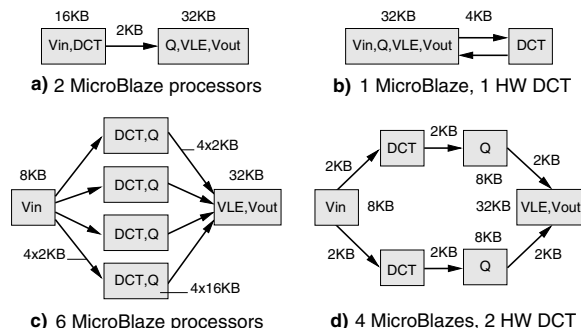 16KB 2KB 32KB
Vin,DCT Q,VLE,Vout
a) 2 MicroBlaze processors
32KB 4KB
Vin,Q,VLE,Vout DCT
b) 1 MicroBlaze, 1 HW DCT
DCT,Q
4x2KB
DCT,Q
8KB 32KB
Vin VLE,Vout
DCT,Q
4x2KB
DCT,Q
4x16KB
c) 6 MicroBlaze processors
2KB
DCT Q
2KB 2KB
8KB
Vin 8KB 32KB VLE,Vout
8KB
2KB 2KB 2KB
DCT Q
d) 4 MicroBlazes, 2 HW DCT